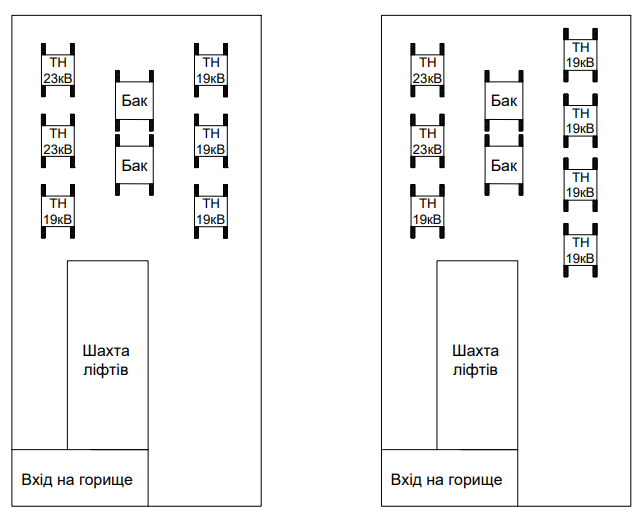 ТН
23кВ
ТН
19кВ
Бак
ТН
23кВ
ТН
19кВ
Бак
ТН
19кВ
ТН
19кВ
Шахта
ліфтів
Вхід на горище
ТН
19кВ
ТН
23кВ
Бак
ТН
19кВ
ТН
23кВ
Бак
ТН
19кВ
ТН
19кВ
ТН
19кВ
Шахта
ліфтів
Вхід на горище